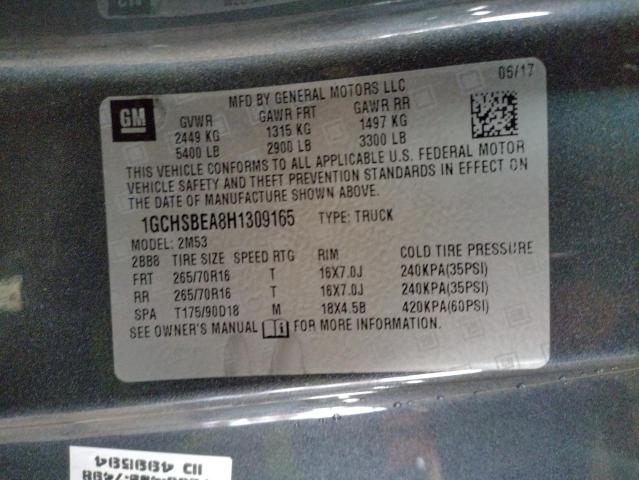 05/17
MFD BY GENERAL MOTORS LLC
GM
GVWR GAWR FRT GAWR RR
2449 KG 1315 KG 1497 KG
5400 LB 2900 LB 3300 LB
THIS VEHICLE CONFORMS TO ALL APPLICABLE U.S. FEDERAL MOTOR
VEHICLE SAFETY AND THEFT PREVENTION STANDARDS IN EFFECT ON
THE DATE OF MANUFACTURE SHOWN ABOVE.
1GCHSBEA8H1309165 TYPE: TRUCK
MODEL: 2M53
2BB8 TIRE SIZE SPEED RTG RIM COLD TIRE PRESSURE
FRT 265/70R16 T 16X7.0J 240KPA(35PSI)
RR 265/70R16 T 16X7.0J 240KPA(35PSI)
SPA T175/90D18 M 18X4.5B 420KPA(60PSI)
SEE OWNER'S MANUAL FOR MORE INFORMATION.